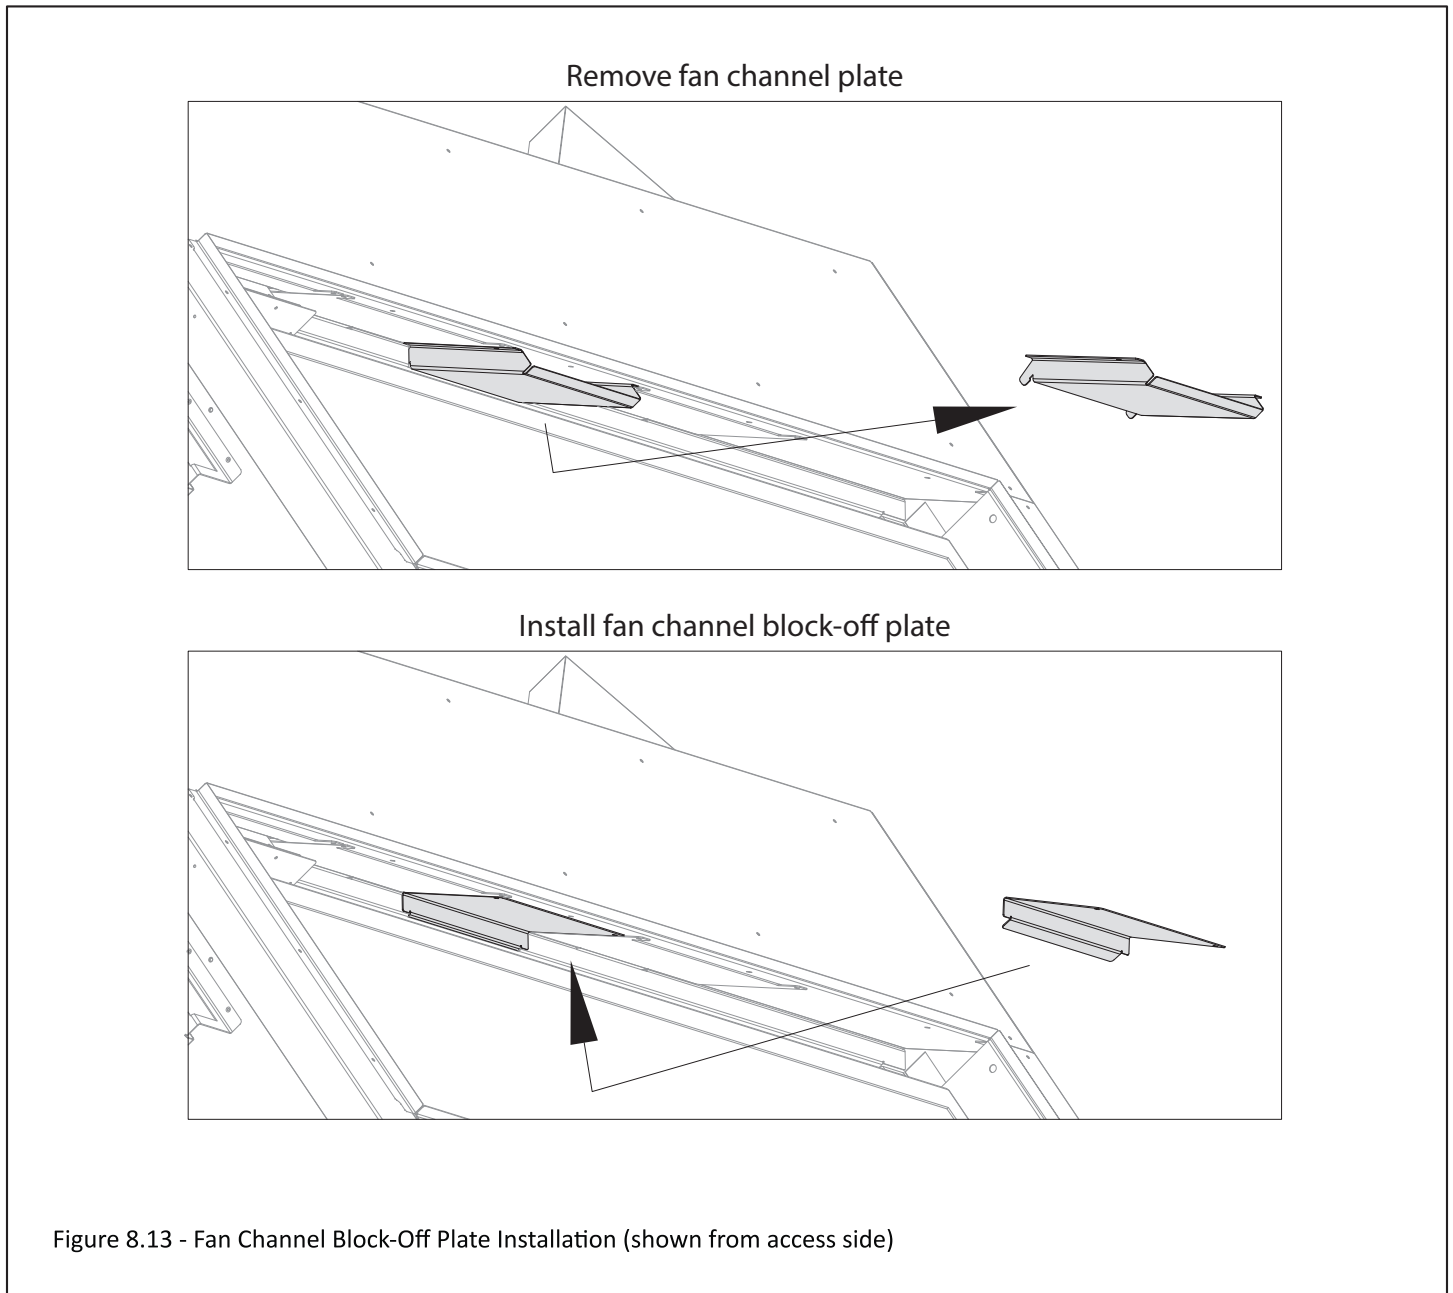 Remove fan channel plate
Install fan channel block-off plate
Figure 8.13 - Fan Channel Block-Off Plate Installation (shown from access side)